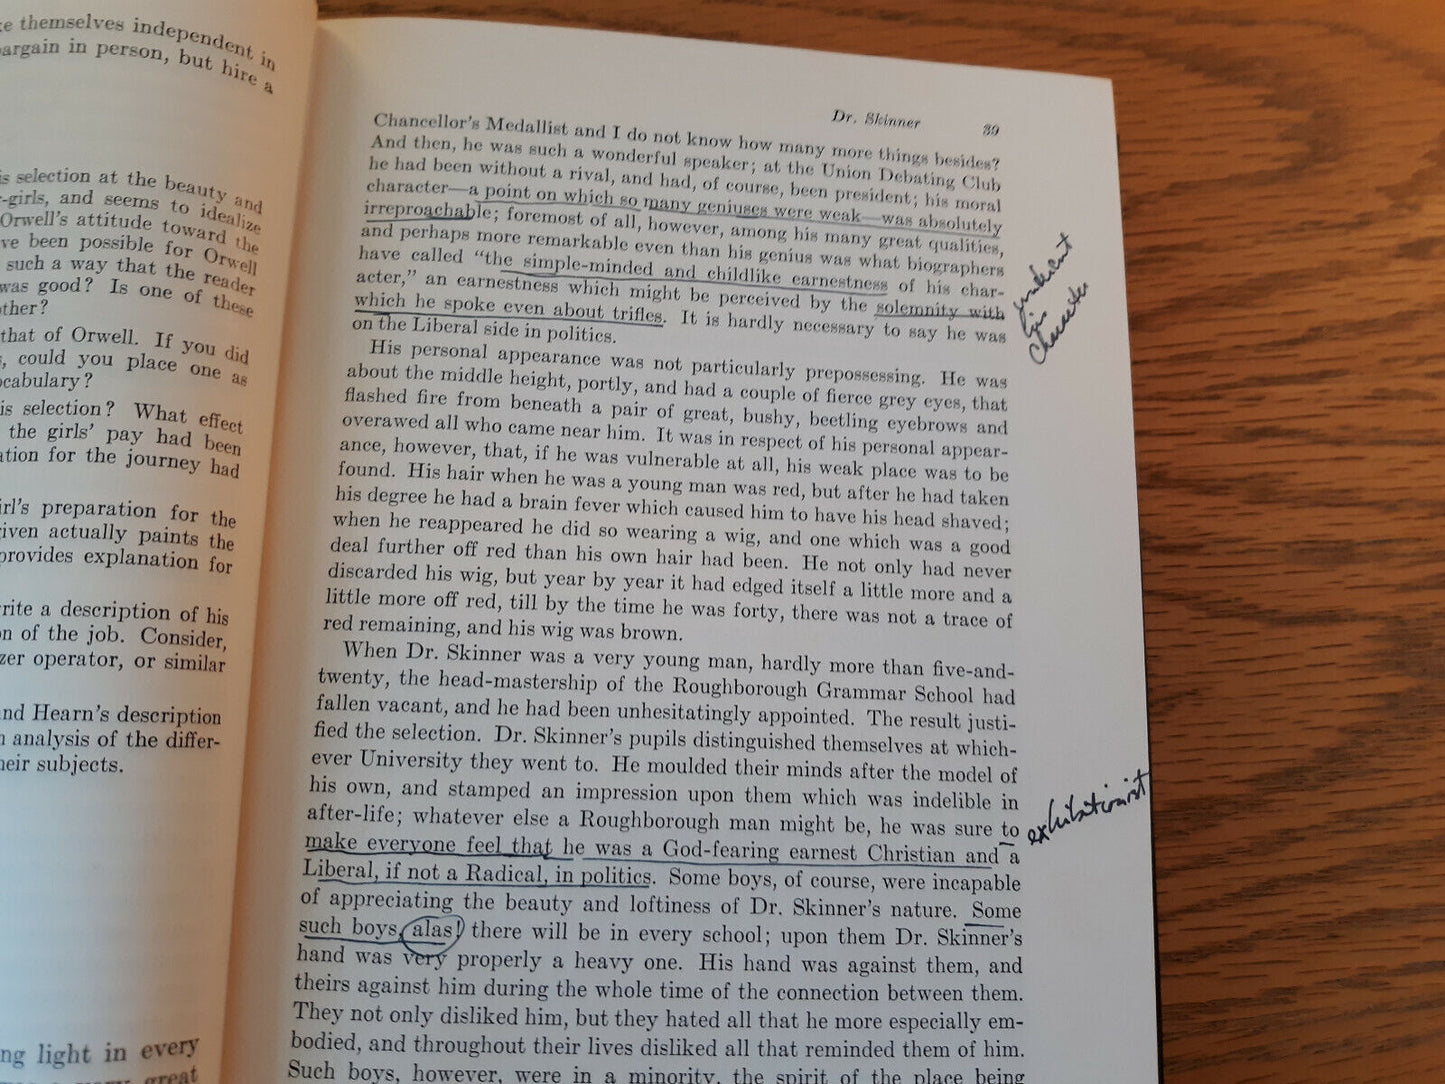 ke themselves independent in
bargain in person, but hire a
is selection at the beauty and
-girls, and seems to idealize
Orwell's attitude toward the
ve been possible for Orwell
such a way that the reader
was good? Is one of these
other?
that of Orwell. If you did
s, could you place one as
ocabulary?
is selection? What effect
the girls' pay had been
ation for the journey had
irl's preparation for the
given actually paints the
provides explanation for
rite a description of his
on of the job. Consider,
zer operator, or similar
and Hearn's description
n analysis of the differ-
heir subjects.
ng light in every
great
Dr. Skinner 39
Chancellor's Medallist and I do not know how many more things besides?
And then, he was such a wonderful speaker; at the Union Debating Club
he had been without a rival, and had, of course, been president; his moral
character—a point on which so many geniuses were weak—was absolutely
irreproachable; foremost of all, however, among his many great qualities,
and perhaps more remarkable even than his genius was what biographers
have called "the simple-minded and childlike earnestness of his char-
acter," an earnestness which might be perceived by the solemnity with
which he spoke even about trifles. It is hardly necessary to say he was
on the Liberal side in politics.
His personal appearance was not particularly prepossessing. He was
about the middle height, portly, and had a couple of fierce grey eyes, that
flashed fire from beneath a pair of great, bushy, beetling eyebrows and
overawed all who came near him. It was in respect of his personal appear-
ance, however, that, if he was vulnerable at all, his weak place was to be
found. His hair when he was a young man was red, but after he had taken
his degree he had a brain fever which caused him to have his head shaved;
when he reappeared he did so wearing a wig, and one which was a good
deal further off red than his own hair had been. He not only had never
discarded his wig, but year by year it had edged itself a little more and a
little more off red, till by the time he was forty, there was not a trace of
red remaining, and his wig was brown.
When Dr. Skinner was a very young man, hardly more than five-and-
twenty, the head-mastership of the Roughborough Grammar School had
fallen vacant, and he had been unhesitatingly appointed. The result justi-
fied the selection. Dr. Skinner's pupils distinguished themselves at which-
ever University they went to. He moulded their minds after the model of
his own, and stamped an impression upon them which was indelible in
after-life; whatever else a Roughborough man might be, he was sure to
make everyone feel that he was a God-fearing earnest Christian and a
Liberal, if not a Radical, in politics. Some boys, of course, were incapable
of appreciating the beauty and loftiness of Dr. Skinner's nature. Some
such boys, alas! there will be in every school; upon them Dr. Skinner's
hand was very properly a heavy one. His hand was against them, and
theirs against him during the whole time of the connection between them.
They not only disliked him, but they hated all that he more especially em-
bodied, and throughout their lives disliked all that reminded them of him.
Such boys, however, were in a minority, the spirit of the place being
in
character
exhibitionist